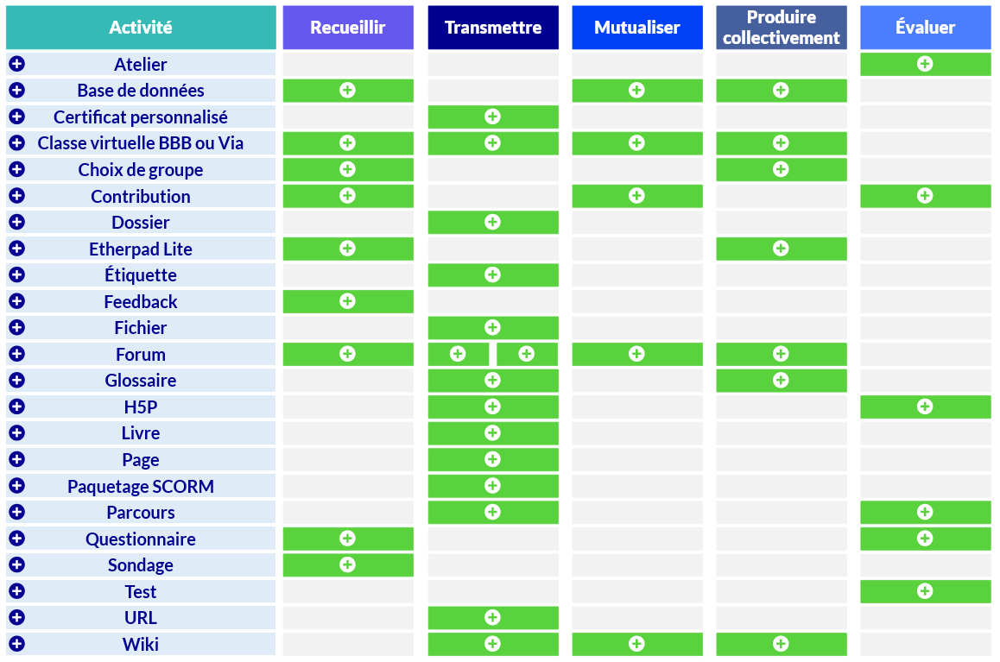 Activité
Recueillir
Transmettre
Mutualiser
Produire
collectivement
Évaluer
Atelier
Base de données
Certificat personnalisé
Classe virtuelle BBB ou Via
Choix de groupe
Contribution
Dossier
Etherpad Lite
Étiquette
Feedback
Fichier
Forum
Glossaire
H5P
Livre
Page
Paquetage SCORM
Parcours
Questionnaire
Sondage
Test
URL
Wiki